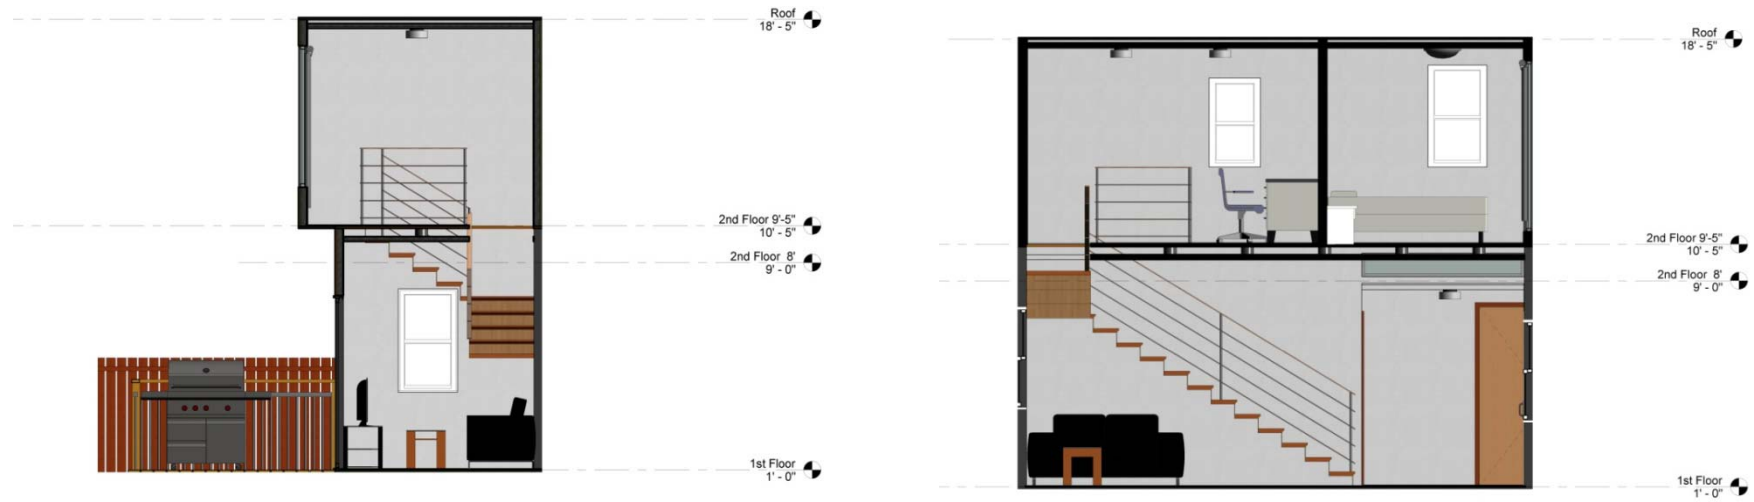 Roof
18' - 5"
2nd Floor 9'-5"
10' - 5"
2nd Floor 8'
9' - 0"
1st Floor
1' - 0"
Roof
18' - 5"
2nd Floor 9'-5"
10' - 5"
2nd Floor 8'
9' - 0"
1st Floor
1' - 0"